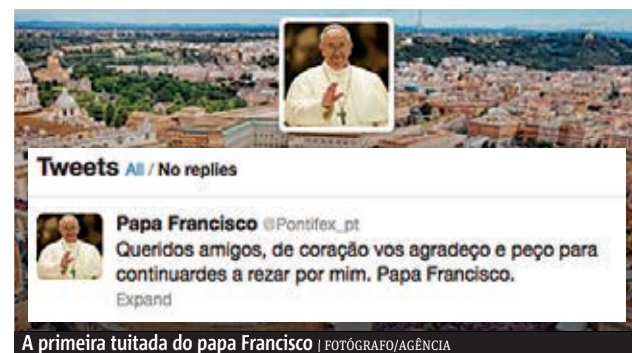 Tweets All / No replies
Papa Francisco @Pontifex_pt
Queridos amigos, de coração vos agradeço e peço para
continuardes a rezar por mim. Papa Francisco.
Expand
A primeira tuitada do papa Francisco | FOTÓGRAFO/AGÊNCIA